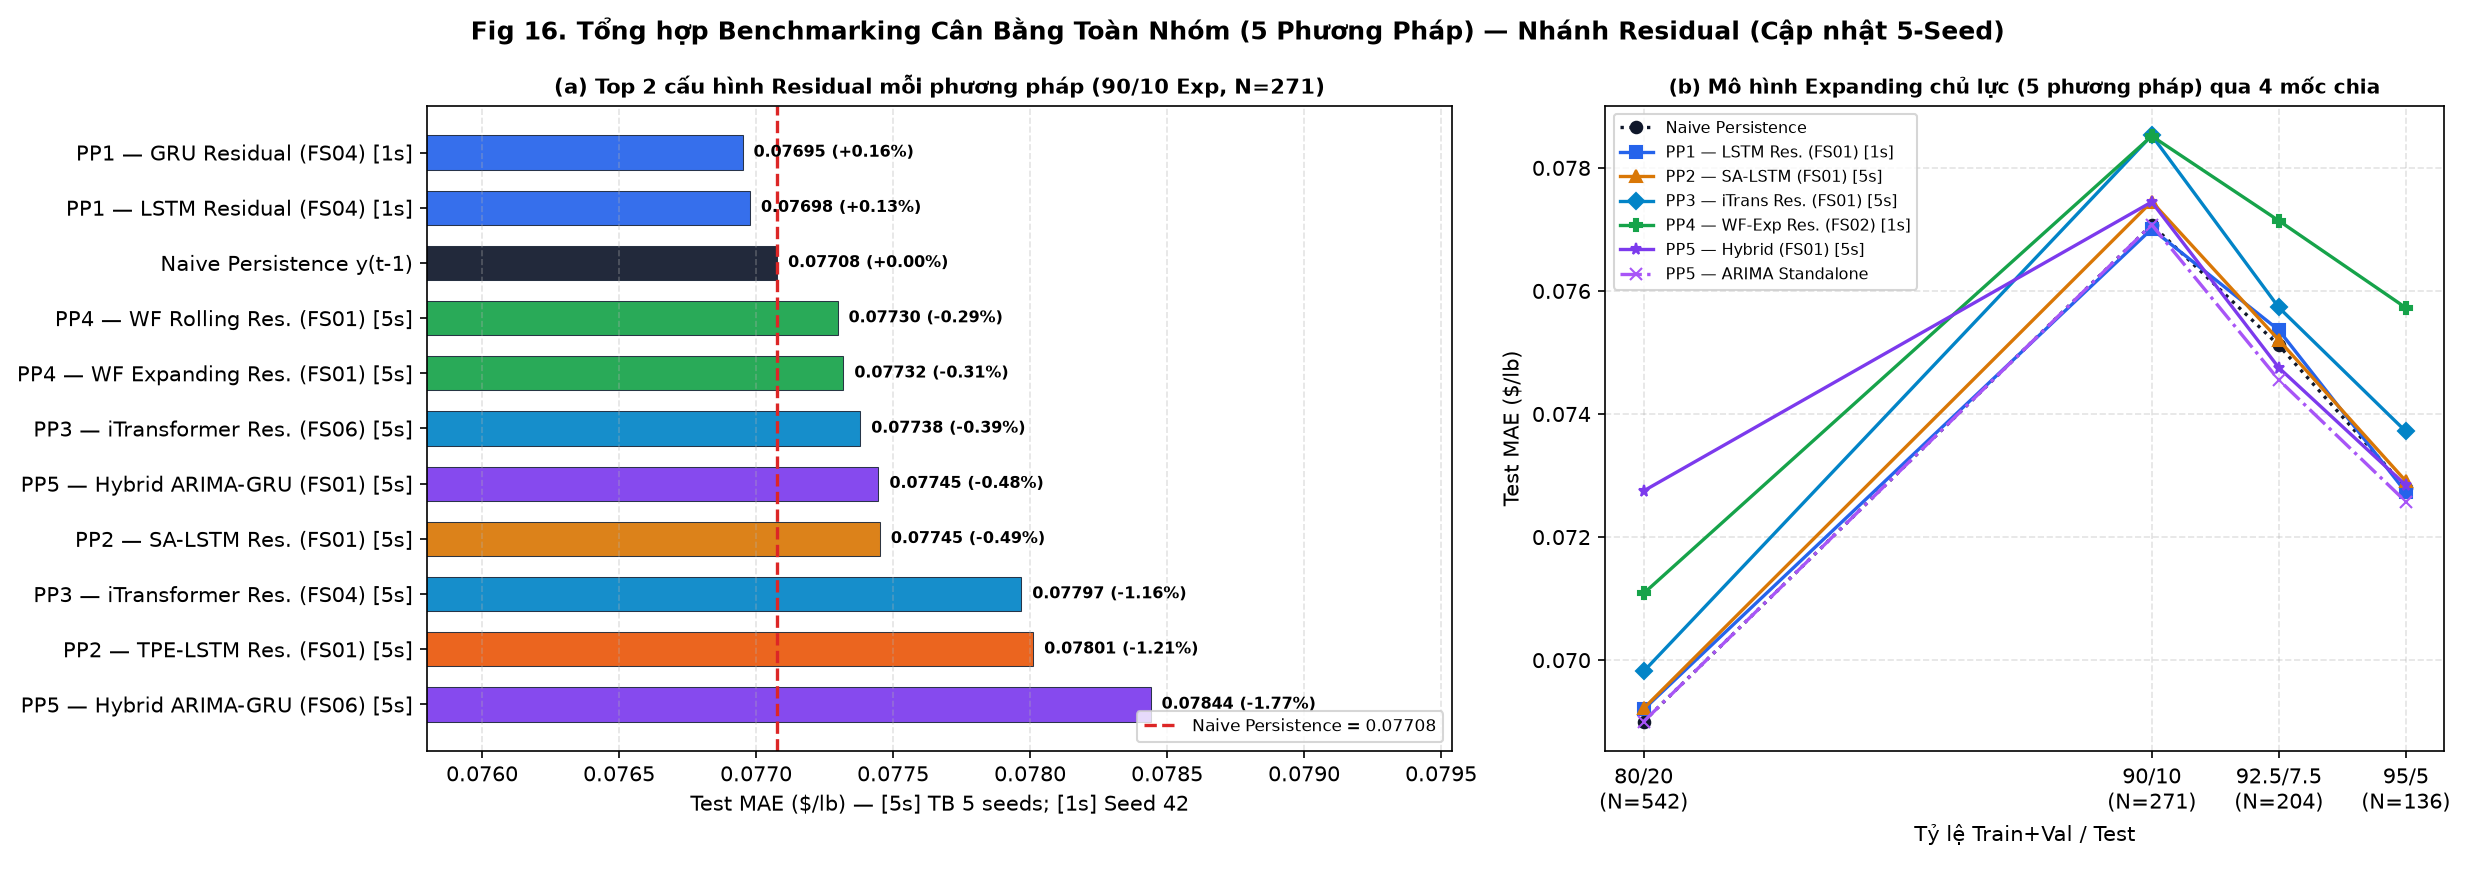 Fig 16. Tổng hợp Benchmarking Cân Bằng Toàn Nhóm (5 Phương Pháp) — Nhánh Residual (Cập nhật 5-Seed)
(a) Top 2 cấu hình Residual mỗi phương pháp (90/10 Exp, N=271)
PP1 — GRU Residual (FS04) [1s]
0.07695 (+0.16%)
PP1 — LSTM Residual (FS04) [1s]
0.07698 (+0.13%)
Naive Persistence y(t-1)
0.07708 (+0.00%)
PP4 — WF Rolling Res. (FS01) [5s]
0.07730 (-0.29%)
PP4 — WF Expanding Res. (FS01) [5s]
0.07732 (-0.31%)
PP3 — iTransformer Res. (FS06) [5s]
0.07738 (-0.39%)
PP5 — Hybrid ARIMA-GRU (FS01) [5s]
0.07745 (-0.48%)
PP2 — SA-LSTM Res. (FS01) [5s]
0.07745 (-0.49%)
PP3 — iTransformer Res. (FS04) [5s]
0.07797 (-1.16%)
PP2 — TPE-LSTM Res. (FS01) [5s]
0.07801 (-1.21%)
PP5 — Hybrid ARIMA-GRU (FS06) [5s]
0.07844 (-1.77%)
Naive Persistence = 0.07708
0.0760 0.0765 0.0770 0.0775 0.0780 0.0785 0.0790 0.0795
Test MAE ($/lb) — [5s] TB 5 seeds; [1s] Seed 42
(b) Mô hình Expanding chủ lực (5 phương pháp) qua 4 mốc chia
Naive Persistence
PP1 — LSTM Res. (FS01) [1s]
PP2 — SA-LSTM (FS01) [5s]
PP3 — iTrans Res. (FS01) [5s]
PP4 — WF-Exp Res. (FS02) [1s]
PP5 — Hybrid (FS01) [5s]
PP5 — ARIMA Standalone
Test MAE ($/lb)
0.078
0.076
0.074
0.072
0.070
80/20 90/10 92.5/7.5 95/5
(N=542) (N=271) (N=204) (N=136)
Tỷ lệ Train+Val / Test